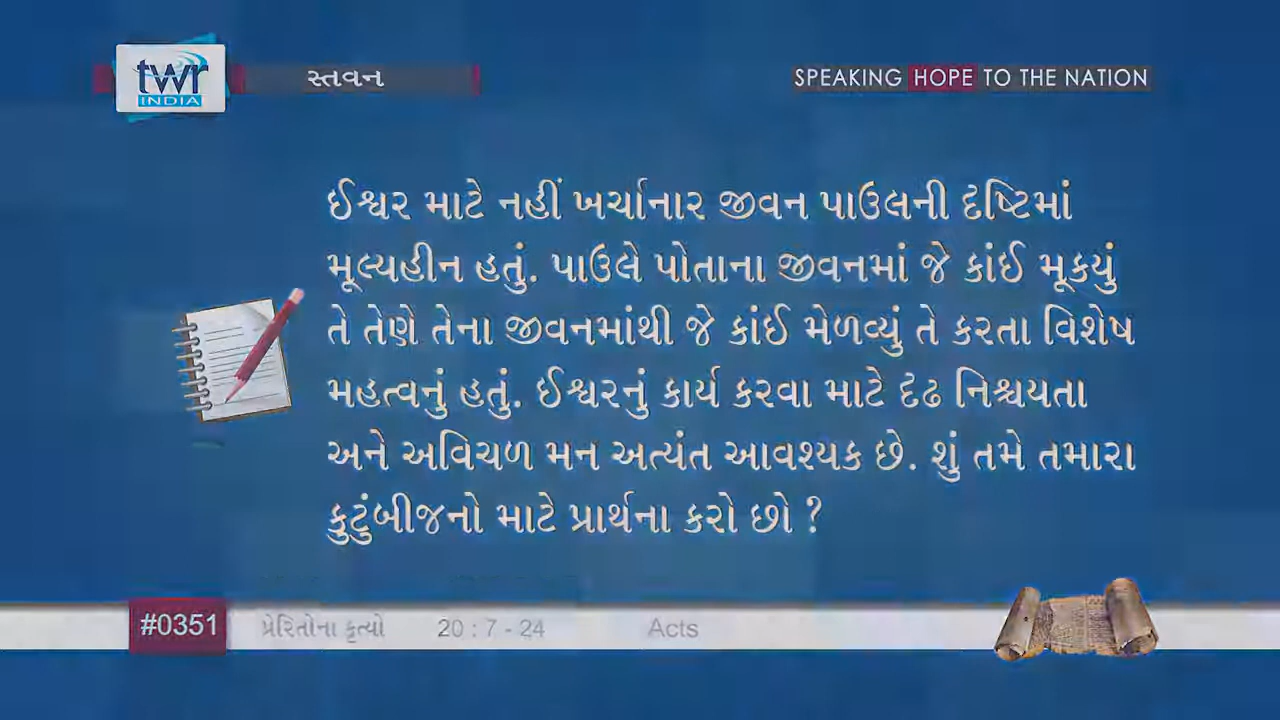 twr
INDIA
સ્તવન
SPEAKING HOPE TO THE NATION
ઈશ્વર માટે નહીં ખર્ચાનાર જીવન પાઉલની દૃષ્ટિમાં
મૂલ્યહીન હતું. પાઉલે પોતાના જીવનમાં જે કાંઈ મૂકયું
તે તેણે તેના જીવનમાંથી જે કાંઈ મેળવ્યું તે કરતા વિશેષ
મહત્વનું હતું. ઈશ્વરનું કાર્ય કરવા માટે દૃઢ નિશ્ચયતા
અને અવિચળ મન અત્યંત આવશ્યક છે. શું તમે તમારા
કુટુંબીજનો માટે પ્રાર્થના કરો છો ?
#0351 પ્રેરિતોના કૃત્યો 20 : 7 - 24 Acts